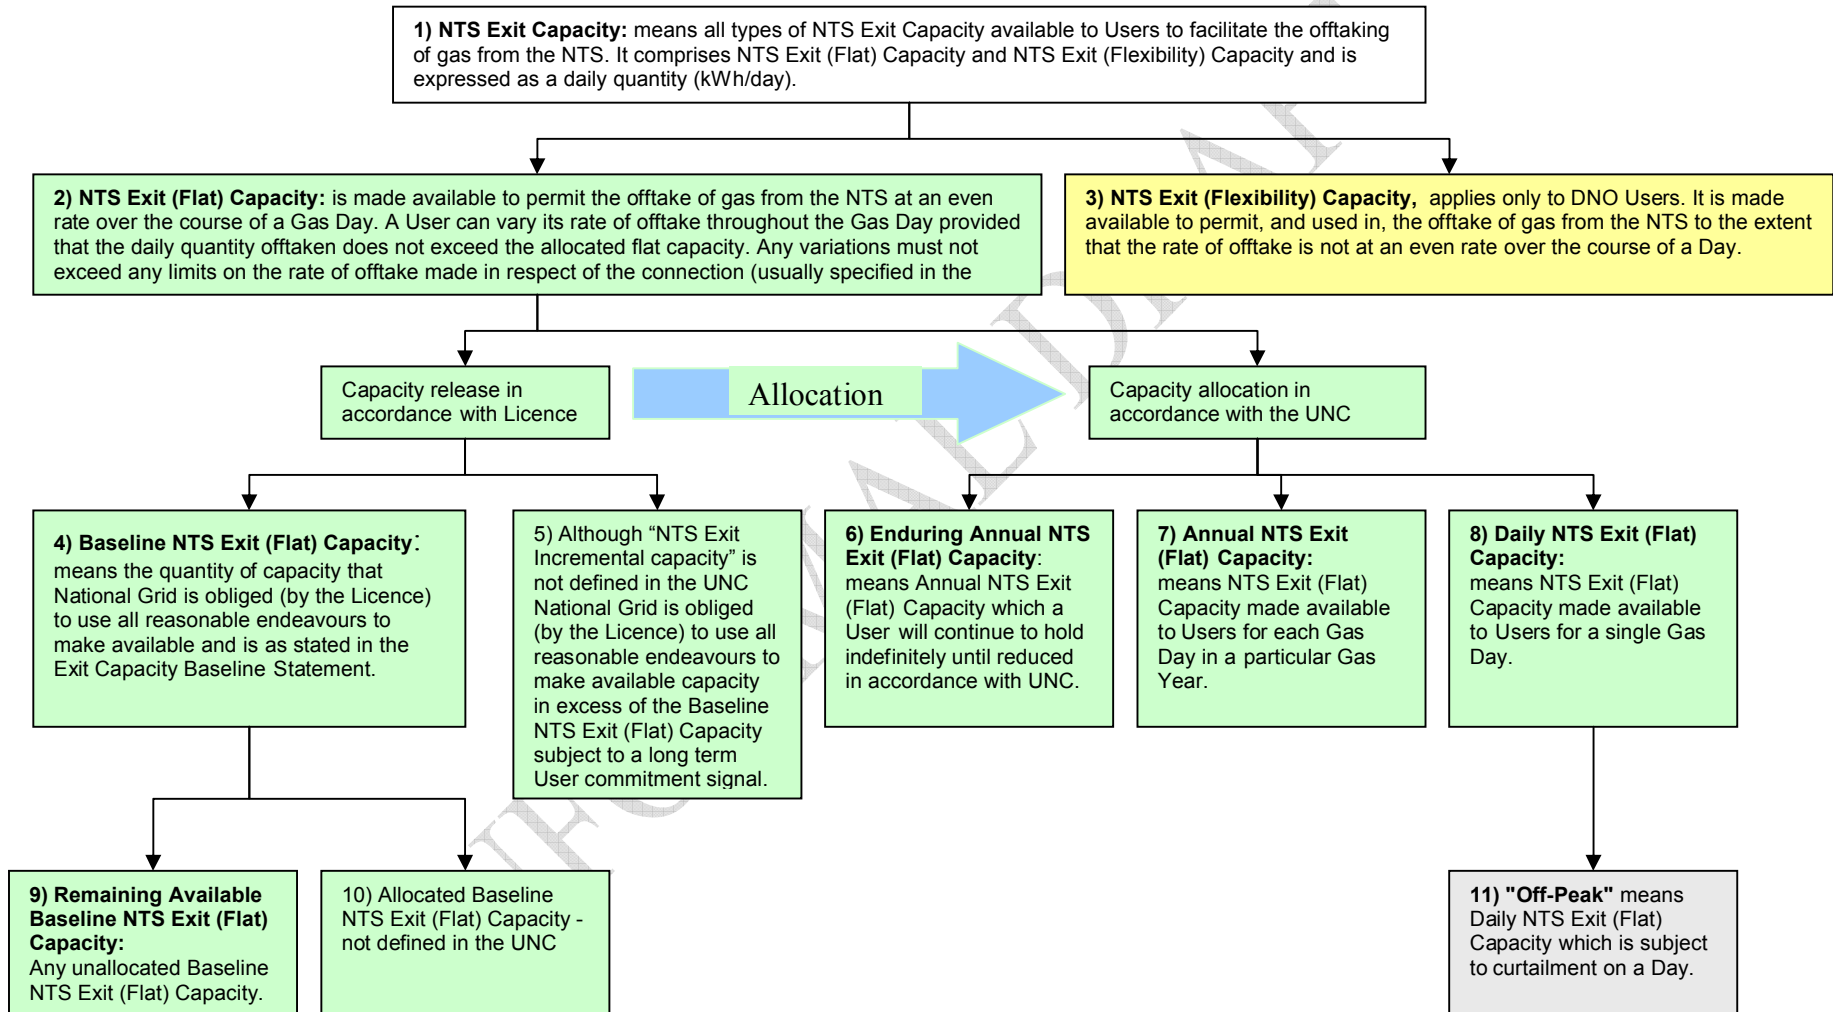 1) NTS Exit Capacity: means all types of NTS Exit Capacity available to Users to facilitate the offtaking
of gas from the NTS. It comprises NTS Exit (Flat) Capacity and NTS Exit (Flexibility) Capacity and is
expressed as a daily quantity (kWh/day).
2) NTS Exit (Flat) Capacity: is made available to permit the offtake of gas from the NTS at an even
rate over the course of a Gas Day. A User can vary its rate of offtake throughout the Gas Day provided
that the daily quantity offtaken does not exceed the allocated flat capacity. Any variations must not
exceed any limits on the rate of offtake made in respect of the connection (usually specified in the
3) NTS Exit (Flexibility) Capacity, applies only to DNO Users. It is made
available to permit, and used in, the offtake of gas from the NTS to the extent
that the rate of offtake is not at an even rate over the course of a Day.
Capacity release in
accordance with Licence
Allocation
Capacity allocation in
accordance with the UNC
4) Baseline NTS Exit (Flat) Capacity:
means the quantity of capacity that
National Grid is obliged (by the Licence)
to use all reasonable endeavours to
make available and is as stated in the
Exit Capacity Baseline Statement.
5) Although “NTS Exit
Incremental capacity” is
not defined in the UNC
National Grid is obliged
(by the Licence) to use all
reasonable endeavours to
make available capacity
in excess of the Baseline
NTS Exit (Flat) Capacity
subject to a long term
User commitment signal.
6) Enduring Annual NTS
Exit (Flat) Capacity:
means Annual NTS Exit
(Flat) Capacity which a
User will continue to hold
indefinitely until reduced
in accordance with UNC.
7) Annual NTS Exit
(Flat) Capacity:
means NTS Exit (Flat)
Capacity made available
to Users for each Gas
Day in a particular Gas
Year.
8) Daily NTS Exit (Flat)
Capacity:
means NTS Exit (Flat)
Capacity made available
to Users for a single Gas
Day.
9) Remaining Available
Baseline NTS Exit (Flat)
Capacity:
Any unallocated Baseline
NTS Exit (Flat) Capacity.
10) Allocated Baseline
NTS Exit (Flat) Capacity -
not defined in the UNC
11) "Off-Peak" means
Daily NTS Exit (Flat)
Capacity which is subject
to curtailment on a Day.